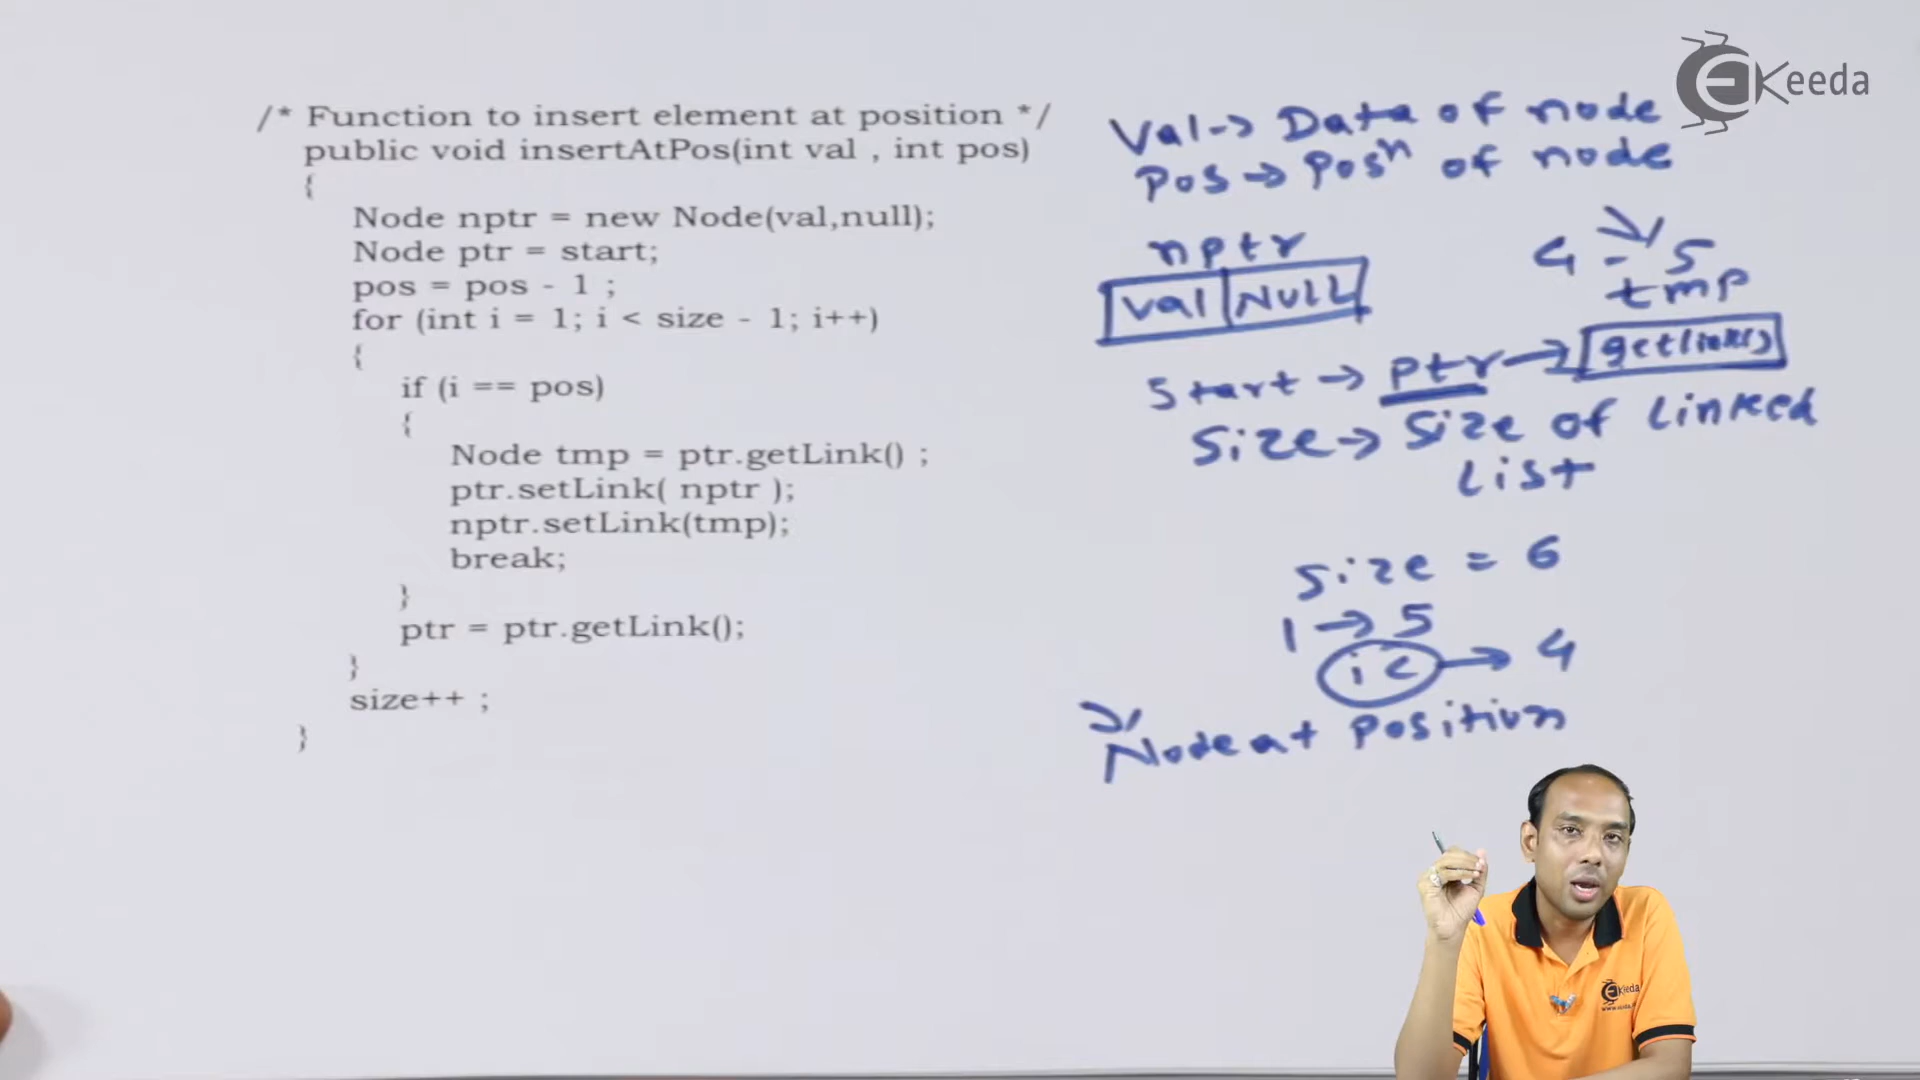 /* Function to insert element at position */
public void insertAtPos(int val , int pos)
{
Node nptr = new Node(val,null);
Node ptr = start;
pos = pos - 1 ;
for (int i = 1; i < size - 1; i++)
{
if (i == pos)
{
Node tmp = ptr.getLink() ;
ptr.setLink( nptr );
nptr.setLink(tmp);
break;
}
ptr = ptr.getLink();
}
size++ ;
}
Val -> Data of node
Pos -> Posn of node
nptr
val NULL
4 - 5
tmp
Start -> ptr -> getlink()
Size -> Size of Linked
List
Size = 6
1 -> 5
i < -> 4
Node at Position
eKeeda
eKeeda